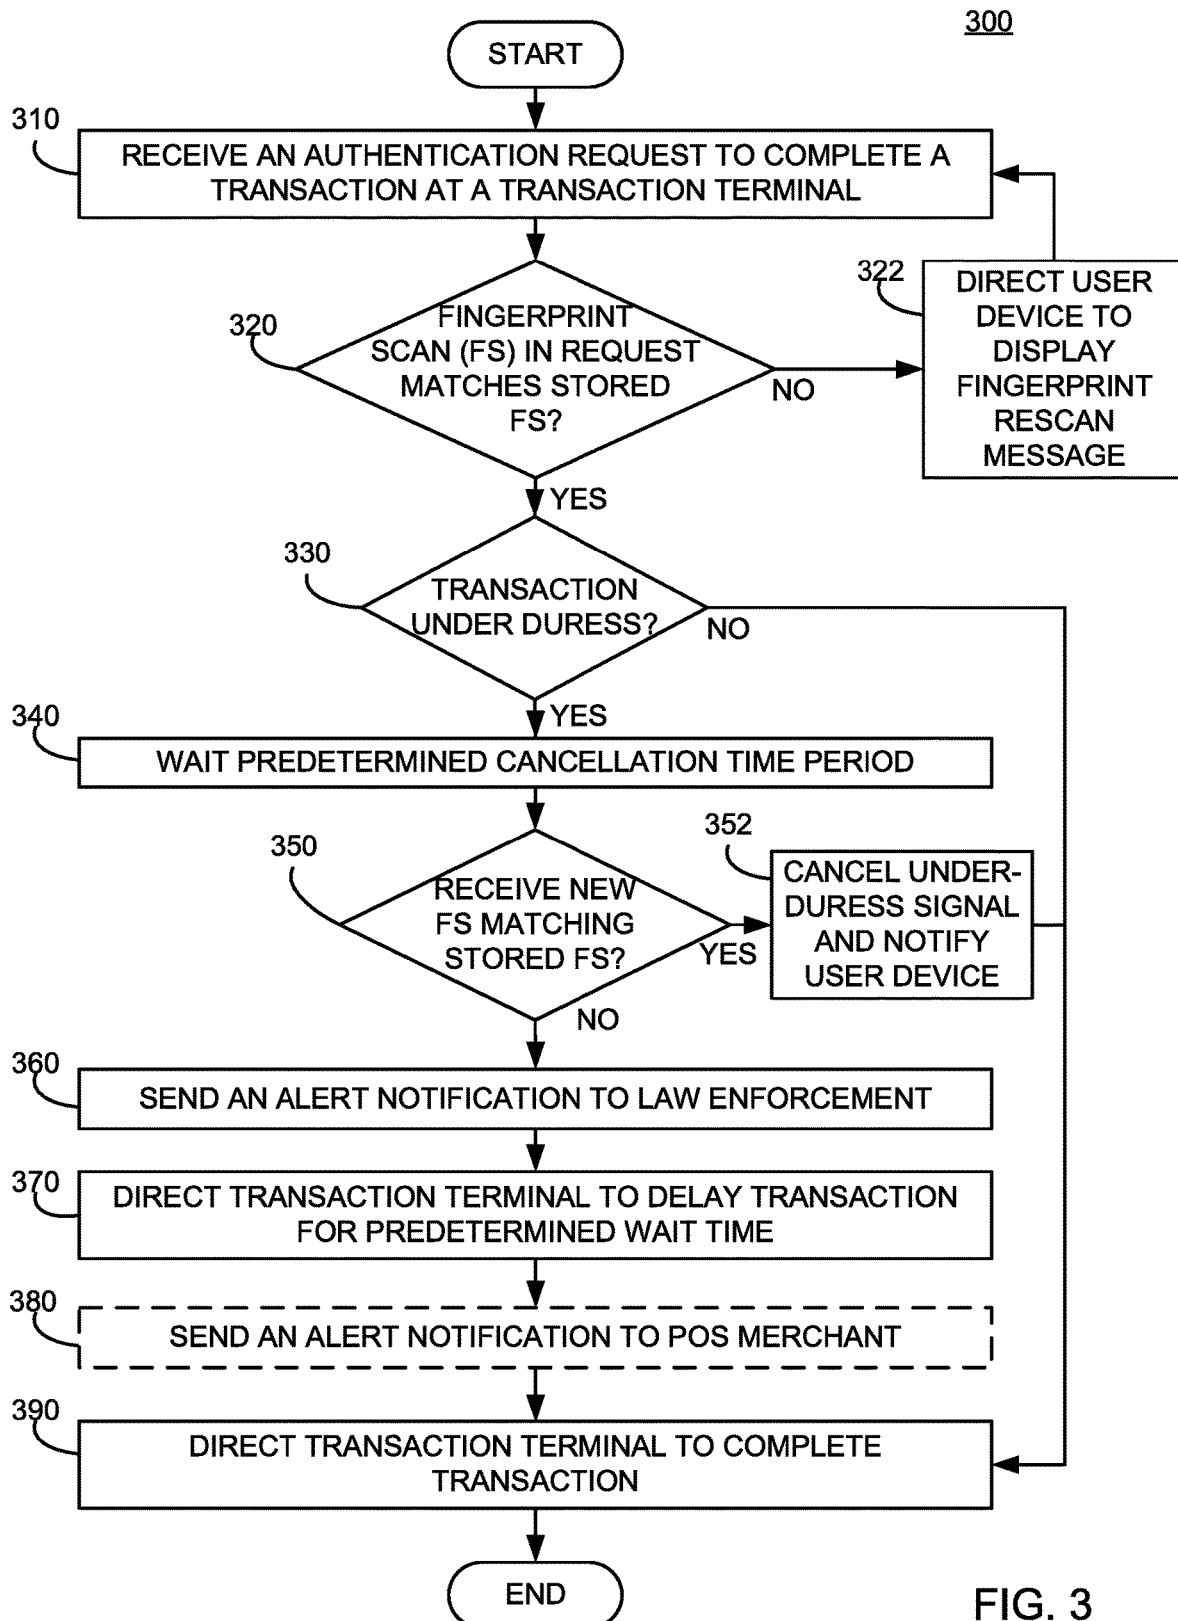 300
START
310
RECEIVE AN AUTHENTICATION REQUEST TO COMPLETE A
TRANSACTION AT A TRANSACTION TERMINAL
320
FINGERPRINT
SCAN (FS) IN REQUEST
MATCHES STORED
FS?
NO
322
DIRECT USER
DEVICE TO
DISPLAY
FINGERPRINT
RESCAN
MESSAGE
YES
330
TRANSACTION
UNDER DURESS?
NO
YES
340
WAIT PREDETERMINED CANCELLATION TIME PERIOD
350
RECEIVE NEW
FS MATCHING
STORED FS?
YES
352
CANCEL UNDER-
DURESS SIGNAL
AND NOTIFY
USER DEVICE
NO
360
SEND AN ALERT NOTIFICATION TO LAW ENFORCEMENT
370
DIRECT TRANSACTION TERMINAL TO DELAY TRANSACTION
FOR PREDETERMINED WAIT TIME
380
SEND AN ALERT NOTIFICATION TO POS MERCHANT
390
DIRECT TRANSACTION TERMINAL TO COMPLETE
TRANSACTION
END
FIG. 3